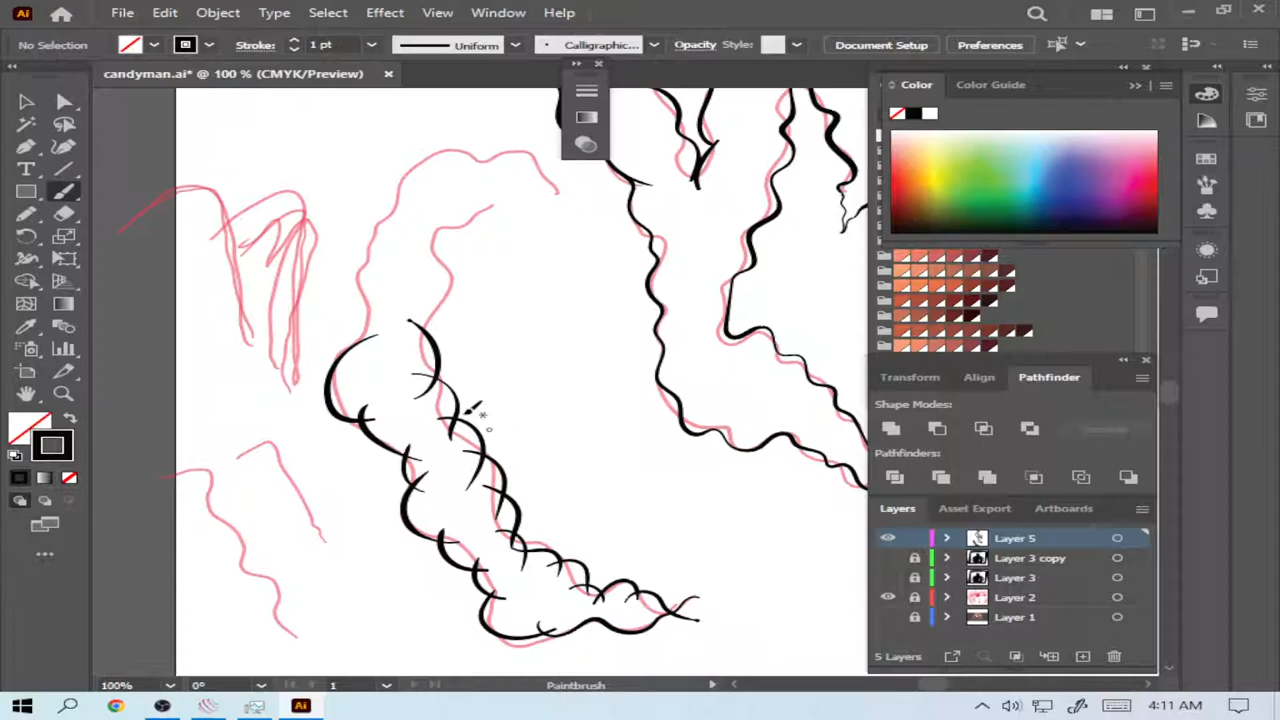 Ai File Edit Object Type Select Effect View Window Help
No Selection Stroke: 1 pt Uniform Calligraphic... Opacity Style: Document Setup Preferences
candyman.ai* @ 100 % (CMYK/Preview)
Color Color Guide
Transform Align Pathfinder
Shape Modes:
Pathfinders:
Layers Asset Export Artboards
Layer 5
Layer 3 copy
Layer 3
Layer 2
Layer 1
5 Layers
100% 0° 1 Paintbrush
Ai 4:11 AM